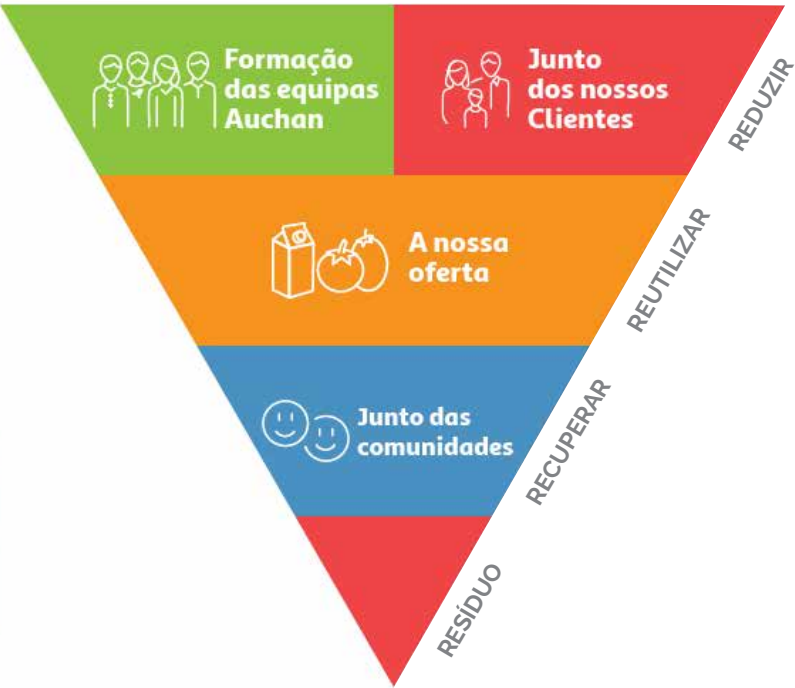 Formação
das equipas
Auchan
Junto
dos nossos
Clientes
REDUZIR
A nossa
oferta
REUTILIZAR
Junto das
comunidades
RECUPERAR
RESÍDUO